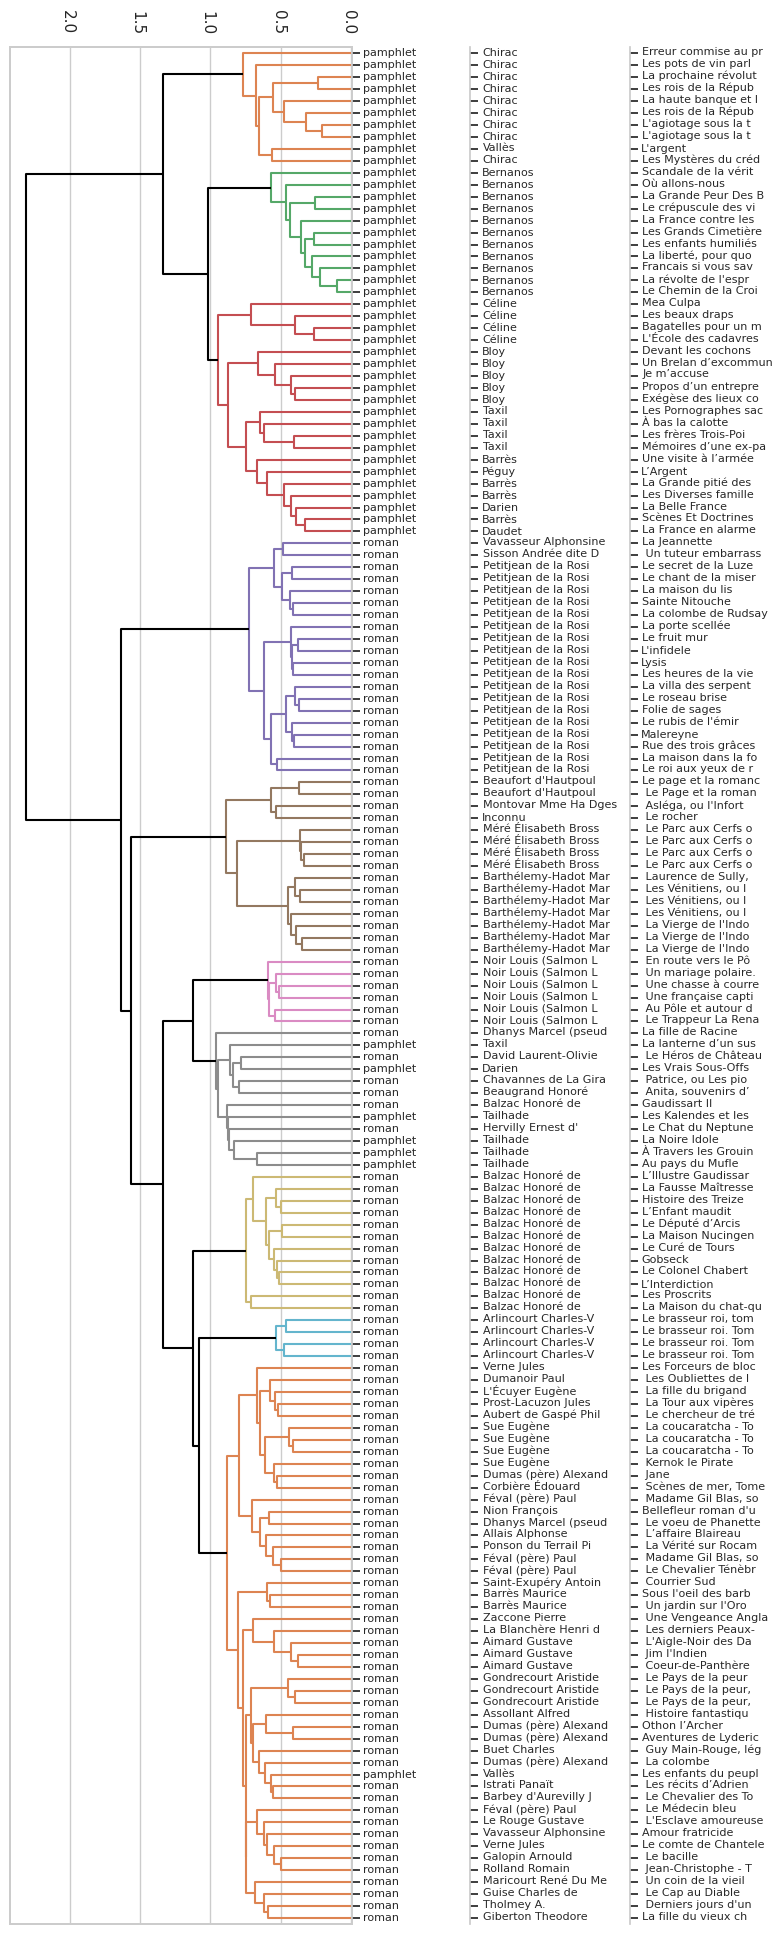 2.0 1.5 1.0 0.5 0.0
pamphlet Chirac Erreur commise au pr
pamphlet Chirac Les pots de vin parl
pamphlet Chirac La prochaine révolut
pamphlet Chirac Les rois de la Répub
pamphlet Chirac La haute banque et l
pamphlet Chirac Les rois de la Répub
pamphlet Chirac L'agiotage sous la t
pamphlet Chirac L'agiotage sous la t
pamphlet Vallès L'argent
pamphlet Chirac Les Mystères du créd
pamphlet Bernanos Scandale de la vérit
pamphlet Bernanos Où allons-nous
pamphlet Bernanos La Grande Peur Des B
pamphlet Bernanos Le crépuscule des vi
pamphlet Bernanos La France contre les
pamphlet Bernanos Les Grands Cimetière
pamphlet Bernanos Les enfants humiliés
pamphlet Bernanos La liberté, pour quo
pamphlet Bernanos Francais si vous sav
pamphlet Bernanos La révolte de l'espr
pamphlet Bernanos Le Chemin de la Croi
pamphlet Céline Mea Culpa
pamphlet Céline Les beaux draps
pamphlet Céline Bagatelles pour un m
pamphlet Céline L'École des cadavres
pamphlet Bloy Devant les cochons
pamphlet Bloy Un Brelan d’excommun
pamphlet Bloy Je m’accuse
pamphlet Bloy Propos d’un entrepre
pamphlet Bloy Exégèse des lieux co
pamphlet Taxil Les Pornographes sac
pamphlet Taxil À bas la calotte
pamphlet Taxil Les frères Trois-Poi
pamphlet Taxil Mémoires d’une ex-pa
pamphlet Barrès Une visite à l’armée
pamphlet Péguy L’Argent
pamphlet Barrès La Grande pitié des
pamphlet Barrès Les Diverses famille
pamphlet Darien La Belle France
pamphlet Barrès Scènes Et Doctrines
pamphlet Daudet La France en alarme
roman Vavasseur Alphonsine La Jeannette
roman Sisson Andrée dite D Un tuteur embarrass
roman Petitjean de la Rosi Le secret de la Luze
roman Petitjean de la Rosi Le chant de la miser
roman Petitjean de la Rosi La maison du lis
roman Petitjean de la Rosi Sainte Nitouche
roman Petitjean de la Rosi La colombe de Rudsay
roman Petitjean de la Rosi La porte scellée
roman Petitjean de la Rosi Le fruit mur
roman Petitjean de la Rosi L'infidele
roman Petitjean de la Rosi Lysis
roman Petitjean de la Rosi Les heures de la vie
roman Petitjean de la Rosi La villa des serpent
roman Petitjean de la Rosi Le roseau brise
roman Petitjean de la Rosi Folie de sages
roman Petitjean de la Rosi Le rubis de l'émir
roman Petitjean de la Rosi Malereyne
roman Petitjean de la Rosi Rue des trois grâces
roman Petitjean de la Rosi La maison dans la fo
roman Petitjean de la Rosi Le roi aux yeux de r
roman Beaufort d'Hautpoul Le page et la romanc
roman Beaufort d'Hautpoul Le Page et la roman
roman Montovar Mme Ha Dges Asléga, ou l'Infort
roman Inconnu Le rocher
roman Méré Élisabeth Bross Le Parc aux Cerfs o
roman Méré Élisabeth Bross Le Parc aux Cerfs o
roman Méré Élisabeth Bross Le Parc aux Cerfs o
roman Méré Élisabeth Bross Le Parc aux Cerfs o
roman Barthélemy-Hadot Mar Laurence de Sully,
roman Barthélemy-Hadot Mar Les Vénitiens, ou l
roman Barthélemy-Hadot Mar Les Vénitiens, ou l
roman Barthélemy-Hadot Mar Les Vénitiens, ou l
roman Barthélemy-Hadot Mar La Vierge de l'Indo
roman Barthélemy-Hadot Mar La Vierge de l'Indo
roman Barthélemy-Hadot Mar La Vierge de l'Indo
roman Noir Louis (Salmon L En route vers le Pô
roman Noir Louis (Salmon L Un mariage polaire.
roman Noir Louis (Salmon L Une chasse à courre
roman Noir Louis (Salmon L Une française capti
roman Noir Louis (Salmon L Au Pôle et autour d
roman Noir Louis (Salmon L Le Trappeur La Rena
roman Dhanys Marcel (pseud La fille de Racine
pamphlet Taxil La lanterne d’un sus
roman David Laurent-Olivie Le Héros de Château
pamphlet Darien Les Vrais Sous-Offs
roman Chavannes de La Gira Patrice, ou Les pio
roman Beaugrand Honoré Anita, souvenirs d’
roman Balzac Honoré de Gaudissart II
pamphlet Tailhade Les Kalendes et les
roman Hervilly Ernest d' Le Chat du Neptune
pamphlet Tailhade La Noire Idole
pamphlet Tailhade À Travers les Grouin
pamphlet Tailhade Au pays du Mufle
roman Balzac Honoré de L’Illustre Gaudissar
roman Balzac Honoré de La Fausse Maîtresse
roman Balzac Honoré de Histoire des Treize
roman Balzac Honoré de L’Enfant maudit
roman Balzac Honoré de Le Député d’Arcis
roman Balzac Honoré de La Maison Nucingen
roman Balzac Honoré de Le Curé de Tours
roman Balzac Honoré de Gobseck
roman Balzac Honoré de Le Colonel Chabert
roman Balzac Honoré de L’Interdiction
roman Balzac Honoré de Les Proscrits
roman Balzac Honoré de La Maison du chat-qu
roman Arlincourt Charles-V Le brasseur roi, tom
roman Arlincourt Charles-V Le brasseur roi. Tom
roman Arlincourt Charles-V Le brasseur roi. Tom
roman Arlincourt Charles-V Le brasseur roi. Tom
roman Verne Jules Les Forceurs de bloc
roman Dumanoir Paul Les Oubliettes de l
roman L'Écuyer Eugène La fille du brigand
roman Prost-Lacuzon Jules La Tour aux vipères
roman Aubert de Gaspé Phil Le chercheur de tré
roman Sue Eugène La coucaratcha - To
roman Sue Eugène La coucaratcha - To
roman Sue Eugène La coucaratcha - To
roman Sue Eugène Kernok le Pirate
roman Dumas (père) Alexand Jane
roman Corbière Édouard Scènes de mer, Tome
roman Féval (père) Paul Madame Gil Blas, so
roman Nion François Bellefleur roman d'u
roman Dhanys Marcel (pseud Le voeu de Phanette
roman Allais Alphonse L’affaire Blaireau
roman Ponson du Terrail Pi La Vérité sur Rocam
roman Féval (père) Paul Madame Gil Blas, so
roman Féval (père) Paul Le Chevalier Ténèbr
roman Saint-Exupéry Antoin Courrier Sud
roman Barrès Maurice Sous l'oeil des barb
roman Barrès Maurice Un jardin sur l'Oro
roman Zaccone Pierre Une Vengeance Angla
roman La Blanchère Henri d Les derniers Peaux-
roman Aimard Gustave L'Aigle-Noir des Da
roman Aimard Gustave Jim l'Indien
roman Aimard Gustave Coeur-de-Panthère
roman Gondrecourt Aristide Le Pays de la peur
roman Gondrecourt Aristide Le Pays de la peur,
roman Gondrecourt Aristide Le Pays de la peur,
roman Assollant Alfred Histoire fantastiqu
roman Dumas (père) Alexand Othon l’Archer
roman Dumas (père) Alexand Aventures de Lyderic
roman Buet Charles Guy Main-Rouge, lég
roman Dumas (père) Alexand La colombe
pamphlet Vallès Les enfants du peupl
roman Istrati Panaït Les récits d’Adrien
roman Barbey d'Aurevilly J Le Chevalier des To
roman Féval (père) Paul Le Médecin bleu
roman Le Rouge Gustave L'Esclave amoureuse
roman Vavasseur Alphonsine Amour fratricide
roman Verne Jules Le comte de Chantele
roman Galopin Arnould Le bacille
roman Rolland Romain Jean-Christophe - T
roman Maricourt René Du Me Un coin de la vieil
roman Guise Charles de Le Cap au Diable
roman Tholmey A. Derniers jours d'un
roman Giberton Theodore La fille du vieux ch